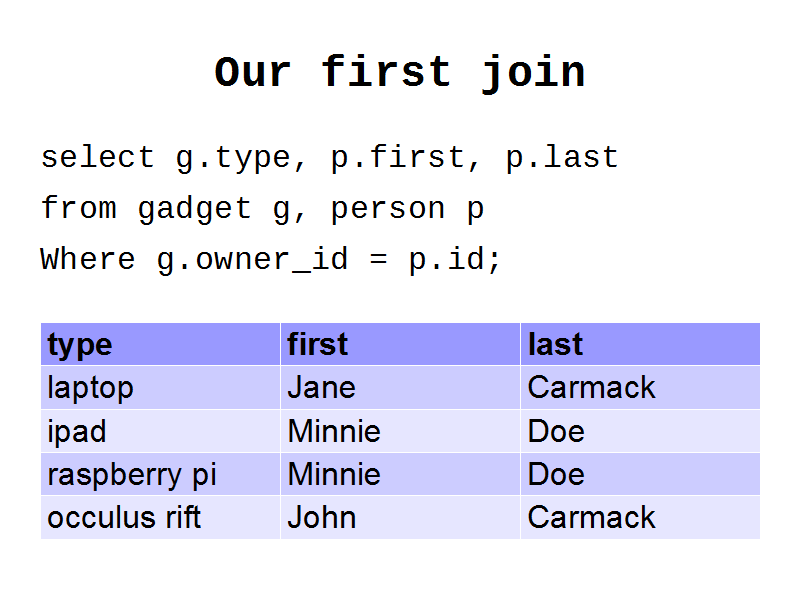 Our first join
select g.type, p.first, p.last
from gadget g, person p
Where g.owner_id = p.id;
type first last
laptop Jane Carmack
ipad Minnie Doe
raspberry pi Minnie Doe
occulus rift John Carmack